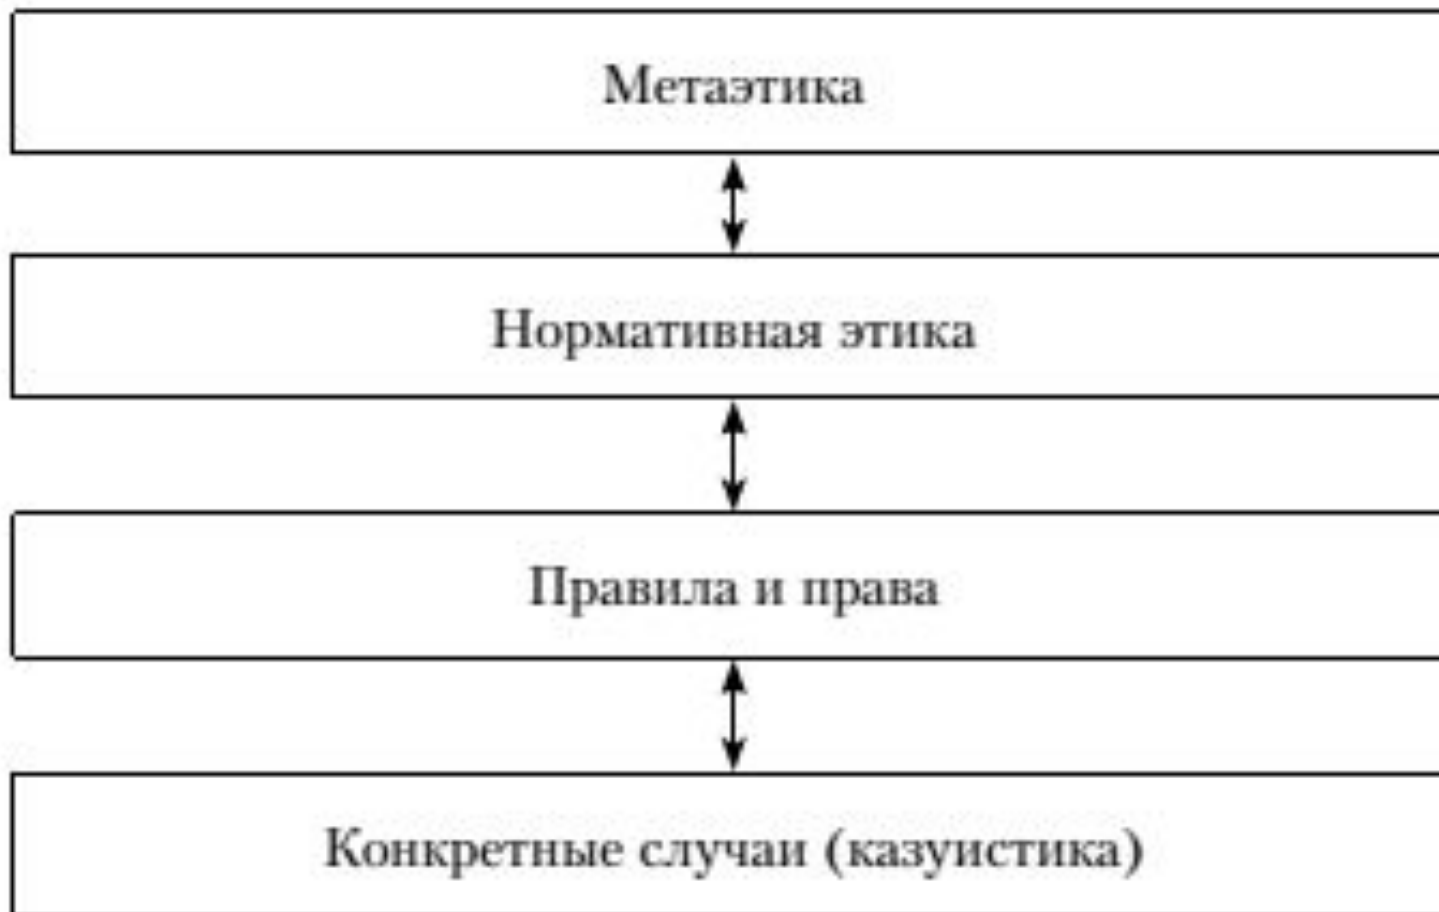 Метаэтика
Нормативная этика
Правила и права
Конкретные случаи (казуистика)